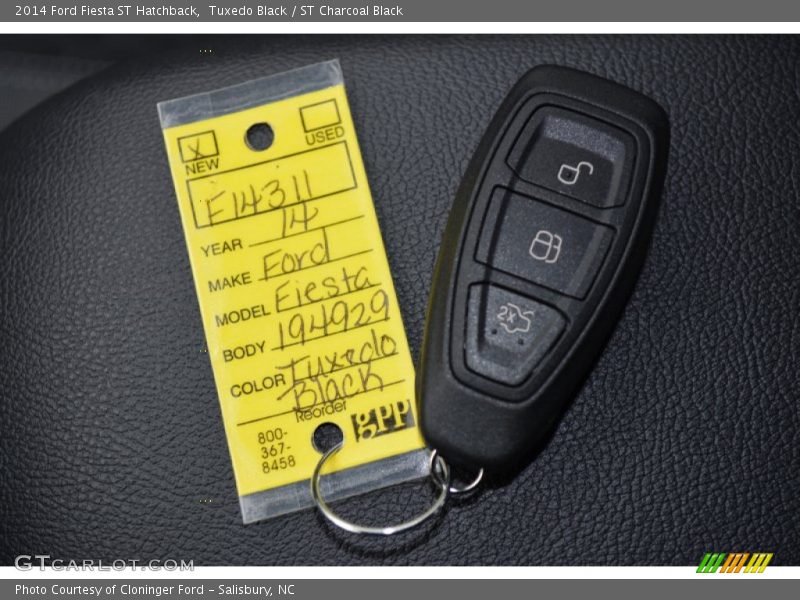 2014 Ford Fiesta ST Hatchback,  Tuxedo Black / ST Charcoal Black
X
NEW
USED
F14311
YEAR 14
MAKE Ford
MODEL Fiesta
BODY 194929
COLOR Tuxedo
Black
Reorder
800-
367-
8458
gpp
2x
GTCARLOT.COM
Photo Courtesy of Cloninger Ford – Salisbury, NC